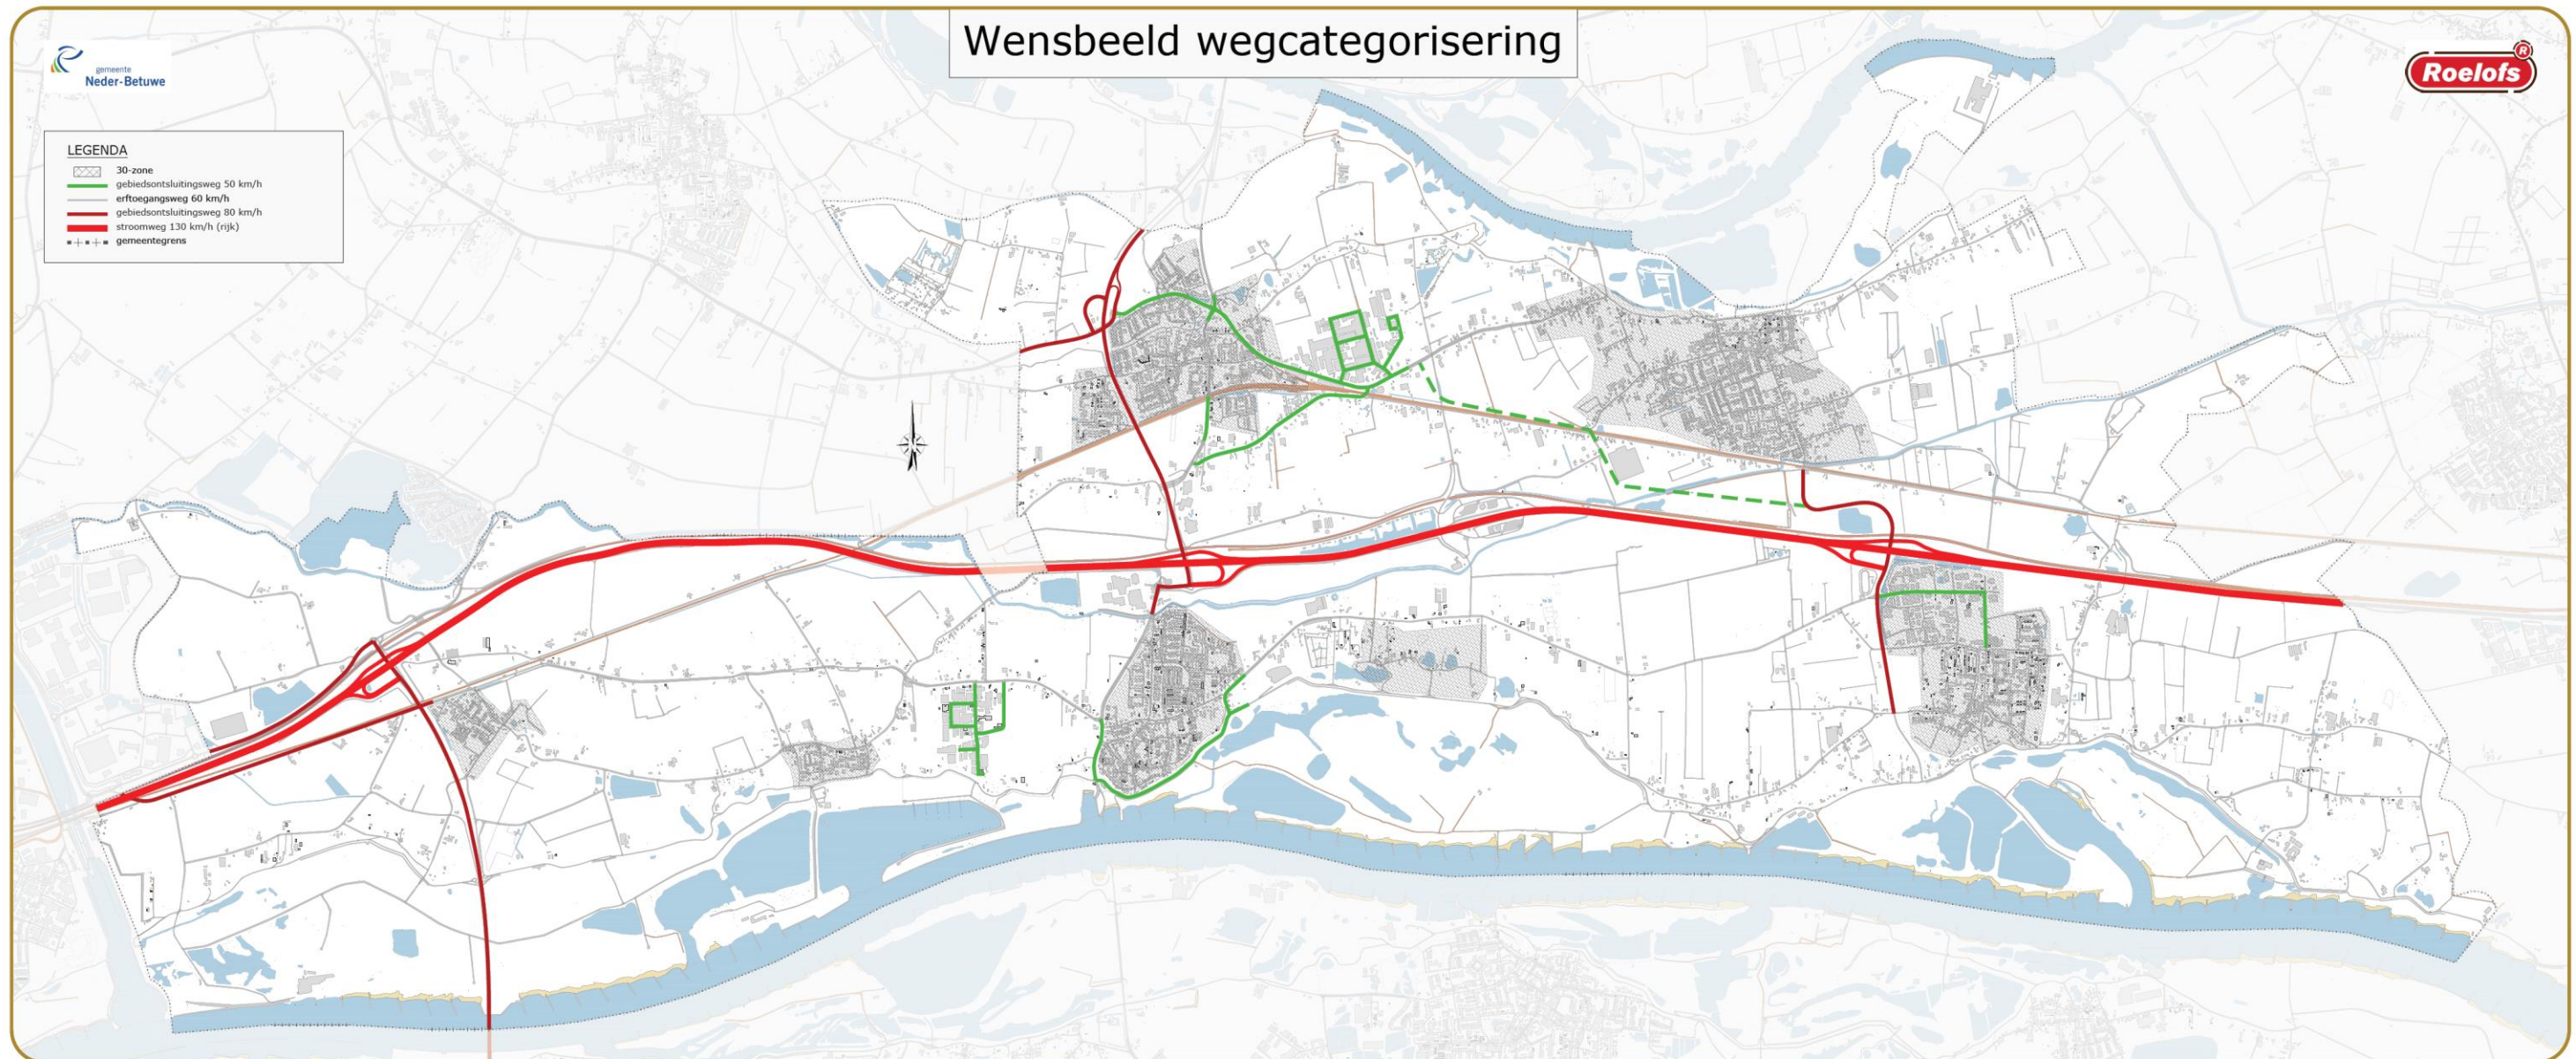 Wensbeeld wegcategorisering
gemeente
Neder-Betuwe
Roelofs
R
LEGENDA
30-zone
gebiedsontsluitingsweg 50 km/h
erftoegangsweg 60 km/h
gebiedsontsluitingsweg 80 km/h
stroomweg 130 km/h (rijk)
gemeentegrens